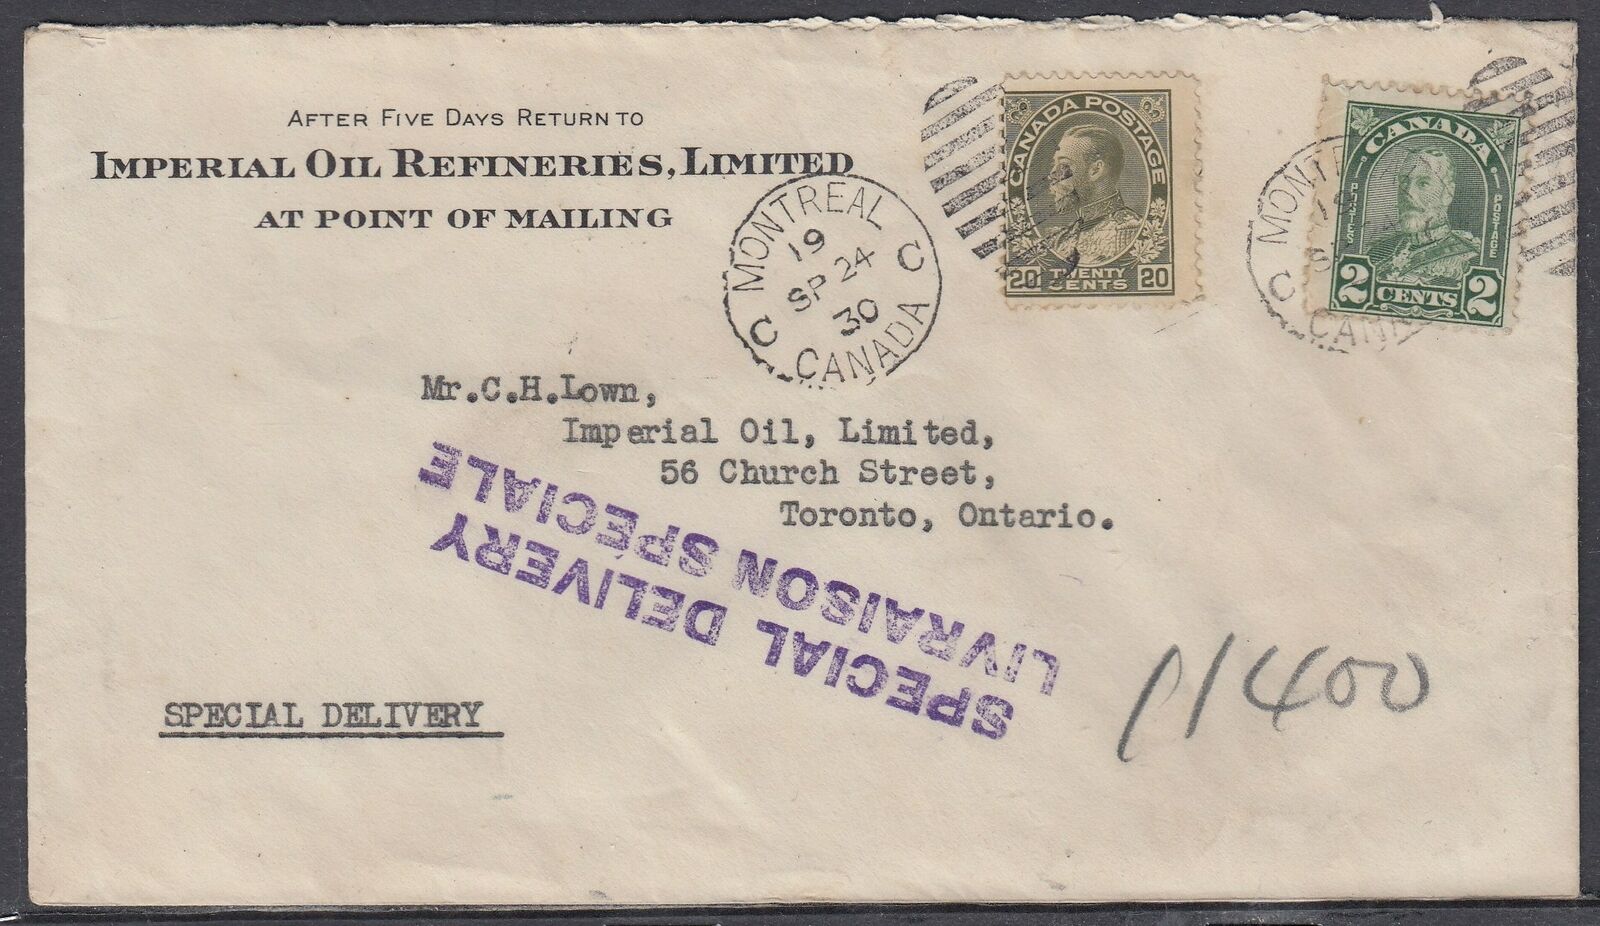 After Five Days Return to
Imperial Oil Refineries, Limited
AT POINT OF MAILING
CANADA POSTAGE
20 TWENTY CENTS 20
CANADA
POSTES
POSTAGE
2 CENTS 2
MONTREAL
19
SP 24
30
CANADA
MONTRE
CAN
Mr.C.H.Lown,
Imperial Oil, Limited,
56 Church Street,
Toronto, Ontario.
SPECIAL DELIVERY
LIVRAISON SPÉCIALE
SPECIAL DELIVERY